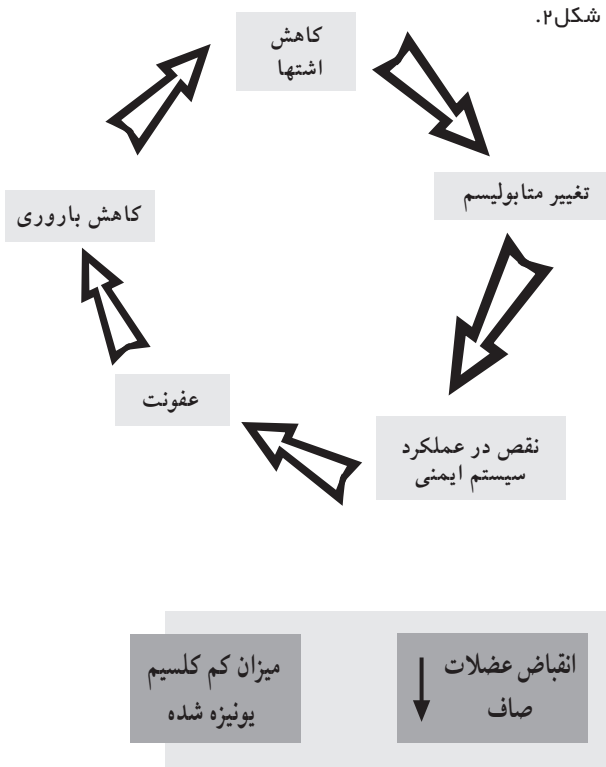 شکل۲.
کاهش
اشتها
تغییر متابولیسم
نقص در عملکرد
سیستم ایمنی
عفونت
کاهش باروری
انقباض عضلات
صاف
میزان کم کلسیم
یونیزه شده